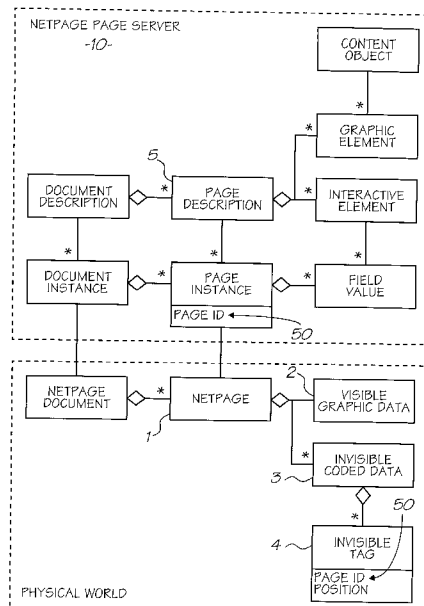 NETPAGE PAGE SERVER
-10-
CONTENT
OBJECT
*
*
GRAPHIC
ELEMENT
5
DOCUMENT
DESCRIPTION
*
PAGE
DESCRIPTION
*
INTERACTIVE
ELEMENT
*
*
*
DOCUMENT
INSTANCE
*
PAGE
INSTANCE
*
FIELD
VALUE
PAGE ID
50
NETPAGE
DOCUMENT
*
NETPAGE
1
2
VISIBLE
GRAPHIC DATA
*
INVISIBLE
CODED DATA
3
50
*
4
INVISIBLE
TAG
PAGE ID
POSITION
PHYSICAL WORLD